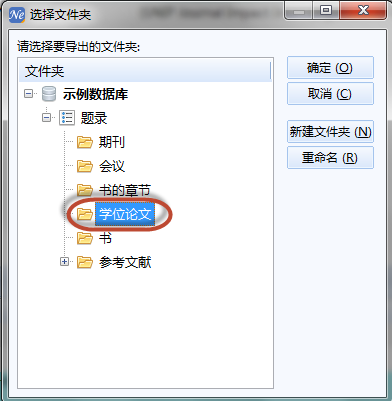 Ne 选择文件夹
请选择要导出的文件夹:
文件夹
示例数据库
题录
期刊
会议
书的章节
学位论文
书
参考文献
确定 (O)
取消 (C)
新建文件夹 (N)
重命名 (R)